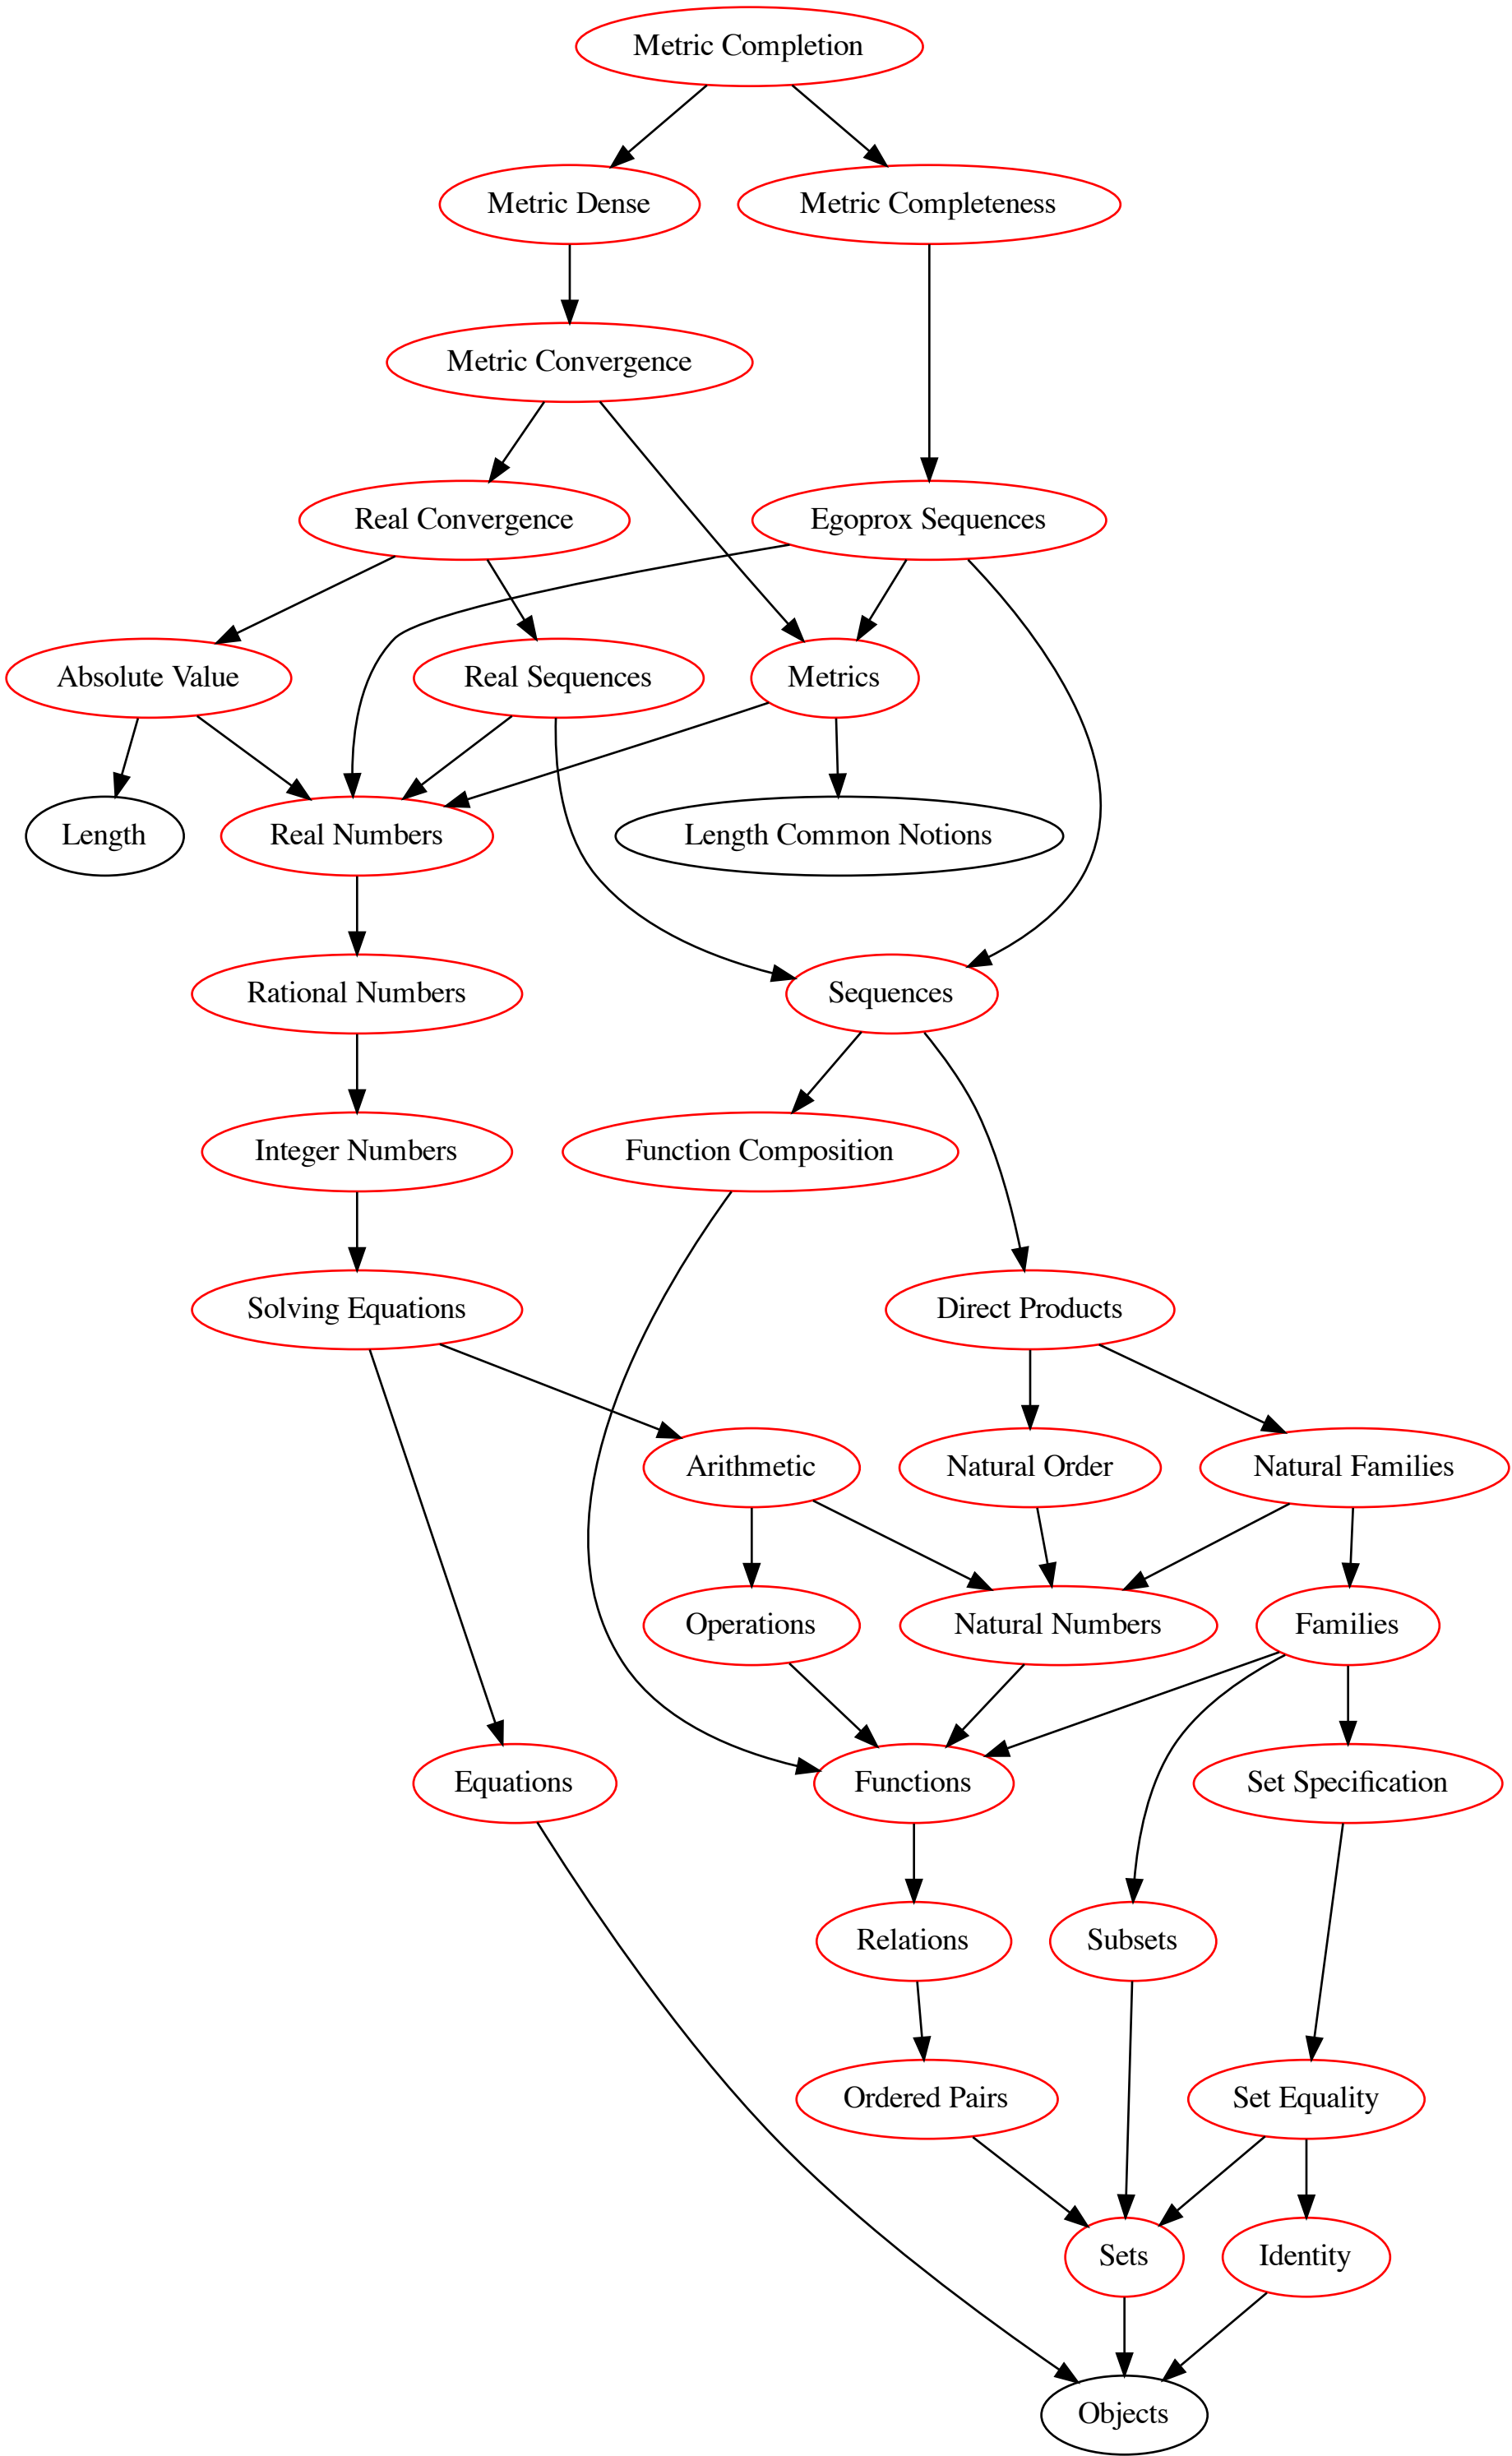 Metric Completion
Metric Dense
Metric Completeness
Metric Convergence
Real Convergence
Egoprox Sequences
Absolute Value
Real Sequences
Metrics
Length
Real Numbers
Length Common Notions
Rational Numbers
Sequences
Integer Numbers
Function Composition
Solving Equations
Direct Products
Arithmetic
Natural Order
Natural Families
Operations
Natural Numbers
Families
Equations
Functions
Set Specification
Relations
Subsets
Ordered Pairs
Set Equality
Sets
Identity
Objects